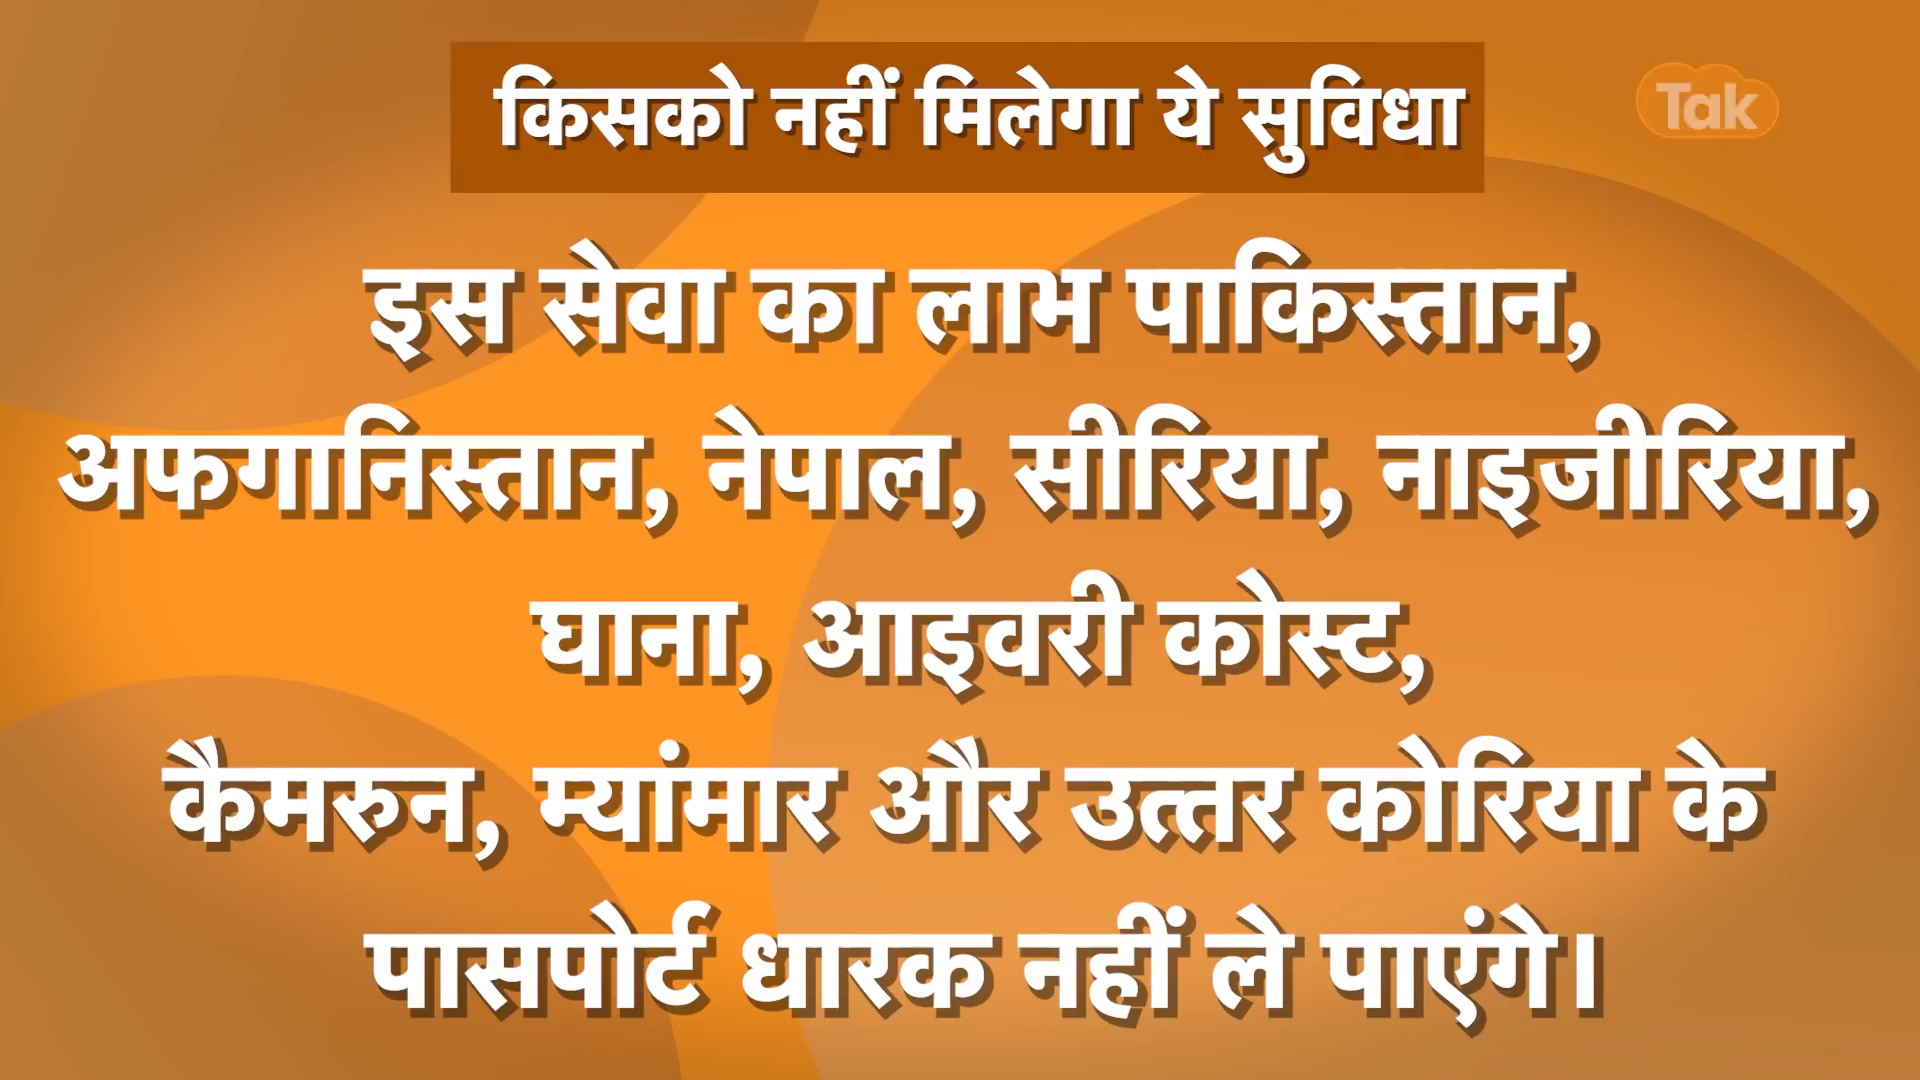 किसको नहीं मिलेगा ये सुविधा
Tak
इस सेवा का लाभ पाकिस्तान,
अफगानिस्तान, नेपाल, सीरिया, नाइजीरिया,
घाना, आइवरी कोस्ट,
कैमरुन, म्यांमार और उत्तर कोरिया के
पासपोर्ट धारक नहीं ले पाएंगे।